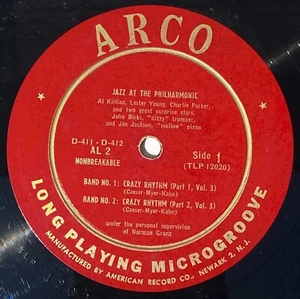 ARCO
JAZZ AT THE PHILHARMONIC
Al Killian, Lester Young, Charlie Parker,
and two great surprise stars,
John Birks, "dizzy" trumpet,
and Joe Jackson, "mellow" piano
D-411 - D-412
AL 2
NONBREAKABLE
Side 1
(TLP 12020)
BAND NO. 1: CRAZY RHYTHM (Part 1, Vol. 3)
(Caesar-Myer-Kahn)
BAND NO. 2: CRAZY RHYTHM (Part 2, Vol. 3)
(Caesar-Myer-Kahn)
under the personal supervision
of Norman Granz
LONG PLAYING MICROGROOVE
MANUFACTURED BY AMERICAN RECORD CO., NEWARK 2, N. J.